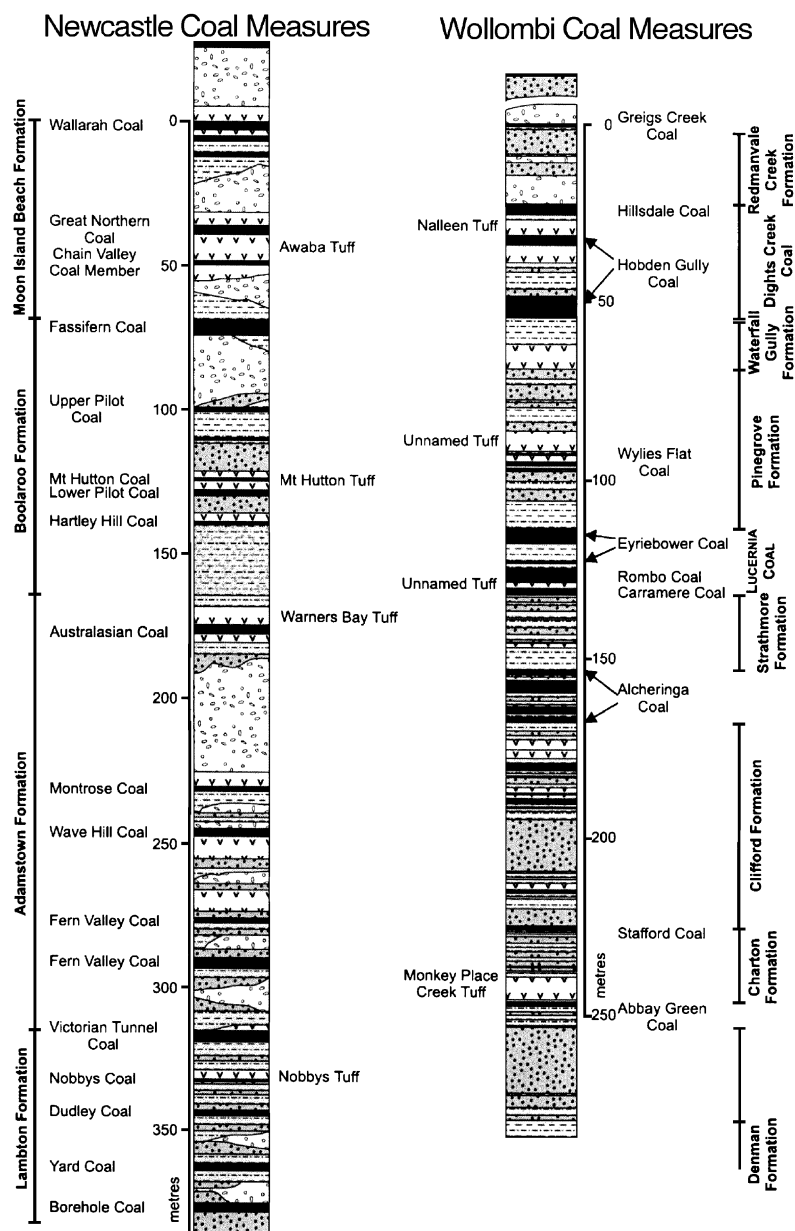 Newcastle Coal Measures
Wollombi Coal Measures
Moon Island Beach Formation
Boolaroo Formation
Adamstown Formation
Lambton Formation
Wallarah Coal
Great Northern
Coal
Chain Valley
Coal Member
Fassifern Coal
Upper Pilot
Coal
Mt Hutton Coal
Lower Pilot Coal
Hartley Hill Coal
Australasian Coal
Montrose Coal
Wave Hill Coal
Fern Valley Coal
Fern Valley Coal
Victorian Tunnel
Coal
Nobbys Coal
Dudley Coal
Yard Coal
Borehole Coal
0
50
100
150
200
250
300
350
metres
Awaba Tuff
Mt Hutton Tuff
Warners Bay Tuff
Nobbys Tuff
Nalleen Tuff
Unnamed Tuff
Unnamed Tuff
Monkey Place
Creek Tuff
0
50
100
150
200
250
metres
Greigs Creek
Coal
Hillsdale Coal
Hobden Gully
Coal
Wylies Flat
Coal
Eyriebower Coal
Rombo Coal
Carramere Coal
Alcheringa
Coal
Stafford Coal
Abbay Green
Coal
Redmanvale
Creek
Formation
Dights Creek
Coal
Waterfall
Gully
Formation
Pinegrove
Formation
LUCERNIA
COAL
Strathmore
Formation
Clifford Formation
Charton
Formation
Denman
Formation